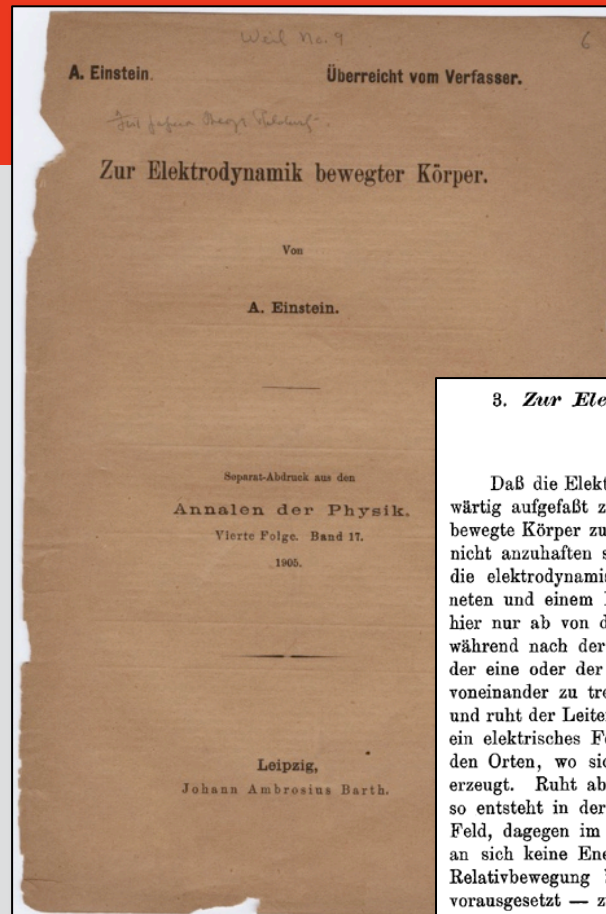 Weil No. 9 6
A. Einstein. Überreicht vom Verfasser.
Zur Elektrodynamik bewegter Körper.
Von
A. Einstein.
Separat-Abdruck aus den
Annalen der Physik.
Vierte Folge. Band 17.
1905.
Leipzig,
Johann Ambrosius Barth.
3. Zur Ele
Daß die Elekt
wärtig aufgefaßt z
bewegte Körper zu
nicht anzuhaften s
die elektrodynamis
neten und einem
hier nur ab von d
während nach der
der eine oder der
voneinander zu tre
und ruht der Leite
ein elektrisches Fe
den Orten, wo sic
erzeugt. Ruht ab
so entsteht in der
Feld, dagegen im
an sich keine Ene
Relativbewegung
vorausgesetzt — z